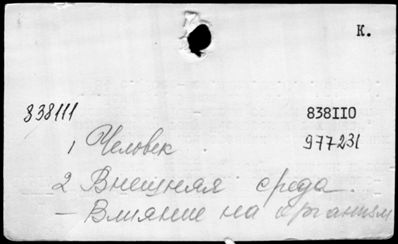 К.
838111 838110
1 Человек 977231
2 Внешняя среда.
- Влияние на организм